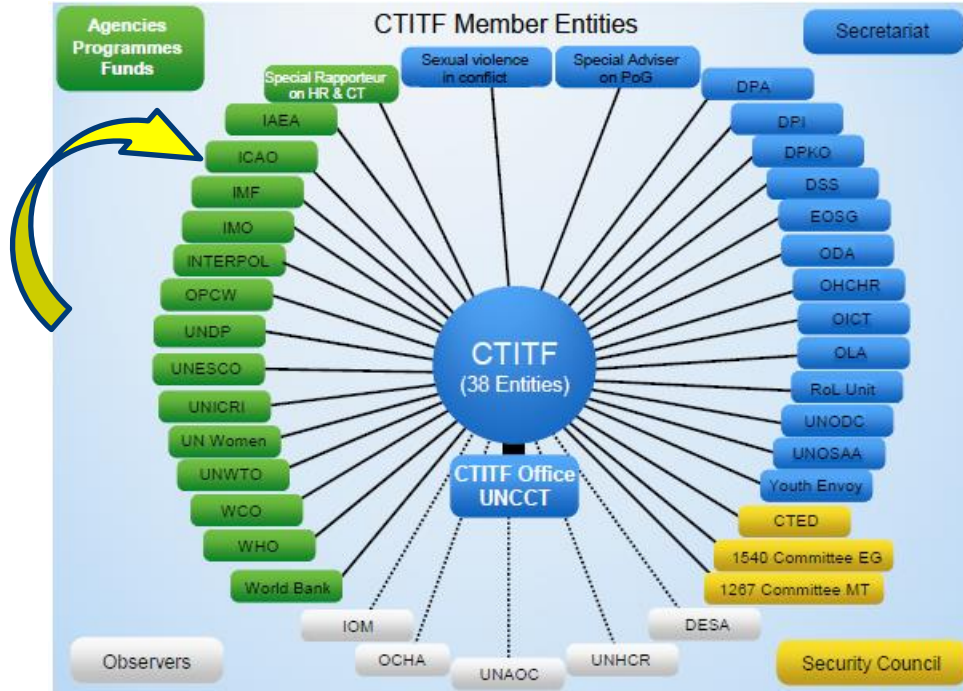 Agencies
Programmes
Funds
CTITF Member Entities
Secretariat
Special Rapporteur
on HR & CT
Sexual violence
in conflict
Special Adviser
on PoG
IAEA
ICAO
IMF
IMO
INTERPOL
OPCW
UNDP
UNESCO
UNICRI
UN Women
UNWTO
WCO
WHO
World Bank
DPA
DPI
DPKO
DSS
EOSG
ODA
OHCHR
OICT
OLA
RoL Unit
UNODC
UNOSAA
Youth Envoy
CTED
1540 Committee EG
1267 Committee MT
CTITF
(38 Entities)
CTITF Office
UNCCT
IOM
OCHA
UNAOC
UNHCR
DESA
Observers
Security Council